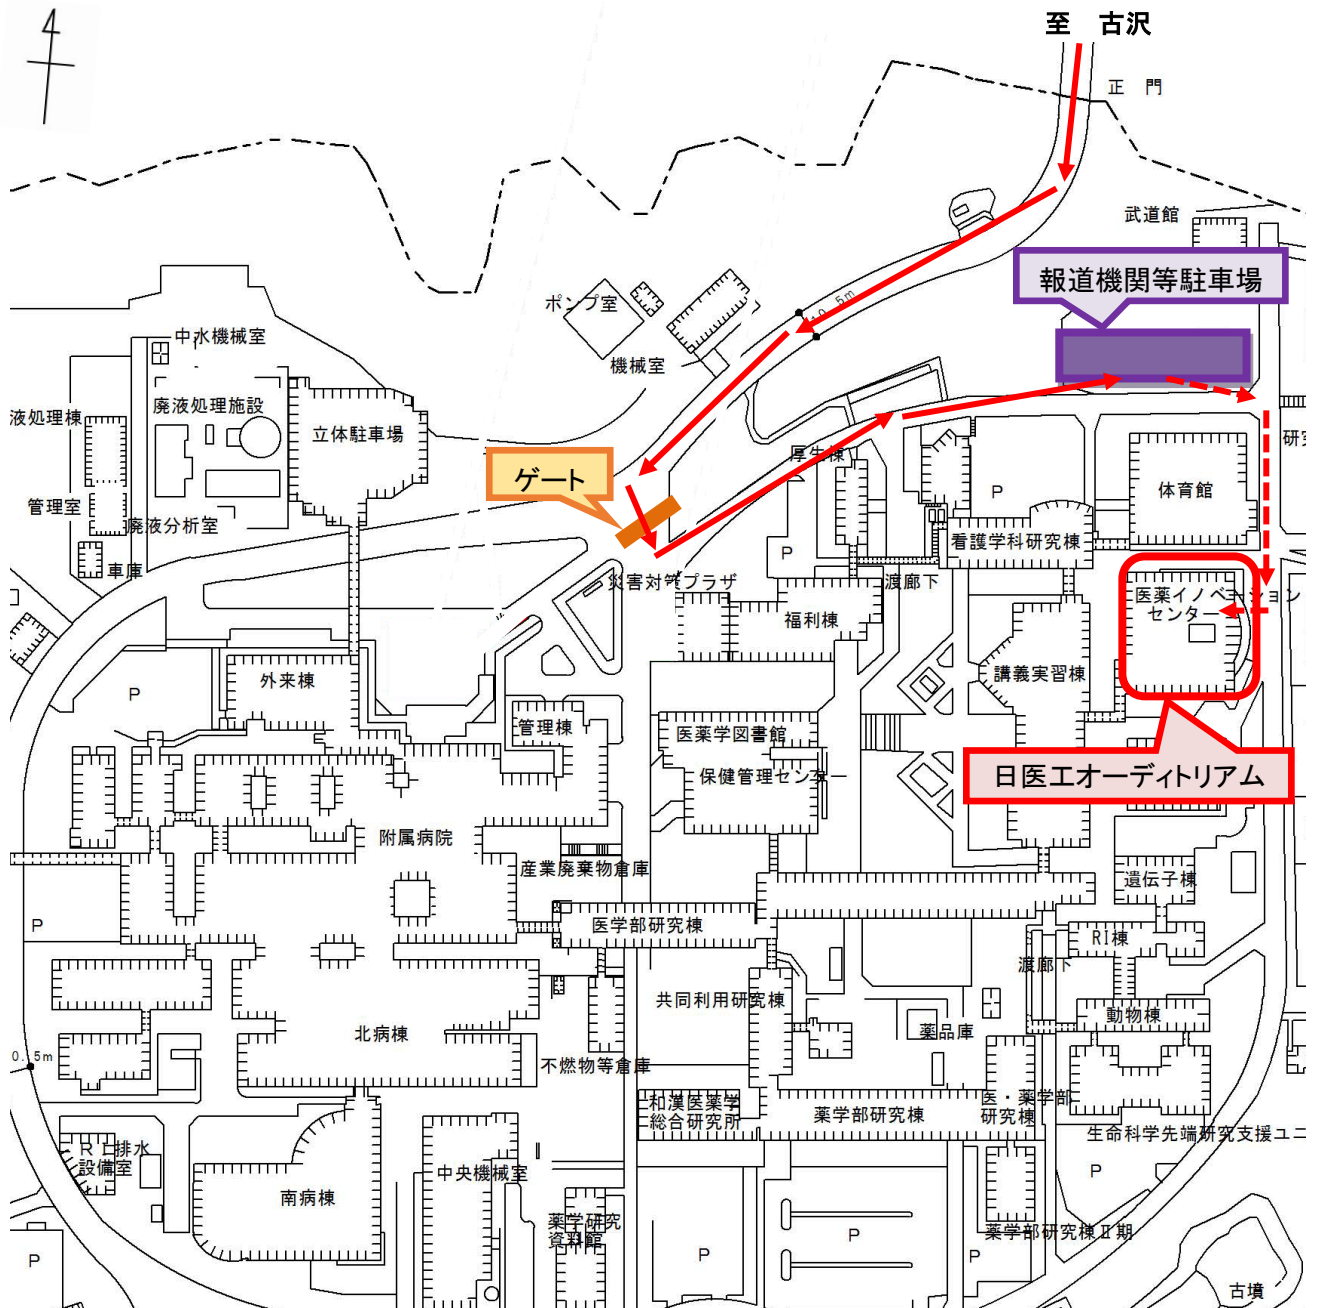 至 古沢
正 門
武道館
報道機関等駐車場
ポンプ室
機械室
中水機械室
廃液処理施設
液処理棟
立体駐車場
厚生棟
研究
ゲート
P
体育館
管理室
廃液分析室
看護学科研究棟
P
車庫
災害対策プラザ
渡廊下
医薬イノベーション
センター
福利棟
講義実習棟
外来棟
P
管理棟
医薬学図書館
保健管理センター
日医工オーディトリアム
附属病院
産業廃棄物倉庫
遺伝子棟
P
医学部研究棟
RI棟
渡廊下
共同利用研究棟
動物棟
北病棟
薬品庫
不燃物等倉庫
和漢医薬学
総合研究所
薬学部研究棟
医・薬学部
研究棟
生命科学先端研究支援ユニ
RI排水
設備室
中央機械室
P
南病棟
薬学研究
資料館
薬学部研究棟Ⅱ期
P
P
P
P
古墳